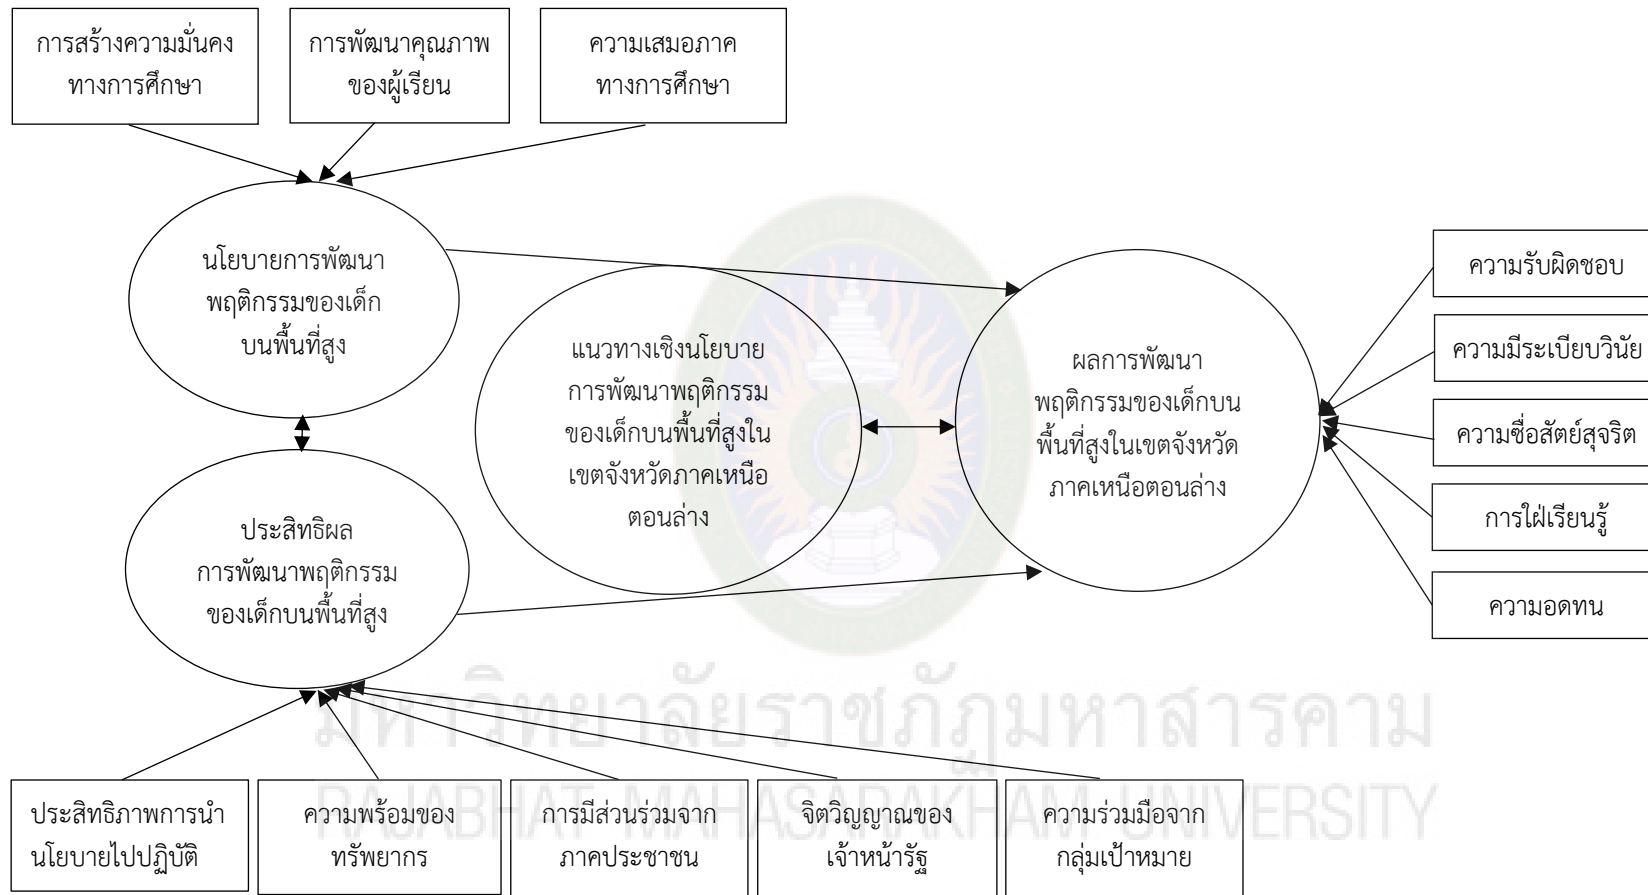 การสร้างความมั่นคง
ทางการศึกษา
การพัฒนาคุณภาพ
ของผู้เรียน
ความเสมอภาค
ทางการศึกษา
นโยบายการพัฒนา
พฤติกรรมของเด็ก
บนพื้นที่สูง
แนวทางเชิงนโยบาย
การพัฒนาพฤติกรรม
ของเด็กบนพื้นที่สูงใน
เขตจังหวัดภาคเหนือ
ตอนล่าง
ผลการพัฒนา
พฤติกรรมของเด็กบน
พื้นที่สูงในเขตจังหวัด
ภาคเหนือตอนล่าง
ความรับผิดชอบ
ความมีระเบียบวินัย
ความซื่อสัตย์สุจริต
การใฝ่เรียนรู้
ความอดทน
ประสิทธิผล
การพัฒนาพฤติกรรม
ของเด็กบนพื้นที่สูง
มหาวิทยาลัยราชภัฏมหาสารคาม
RAJABHAT MAHASARAKHAM UNIVERSITY
ประสิทธิภาพการนำ
นโยบายไปปฏิบัติ
ความพร้อมของ
ทรัพยากร
การมีส่วนร่วมจาก
ภาคประชาชน
จิตวิญญาณของ
เจ้าหน้ารัฐ
ความร่วมมือจาก
กลุ่มเป้าหมาย